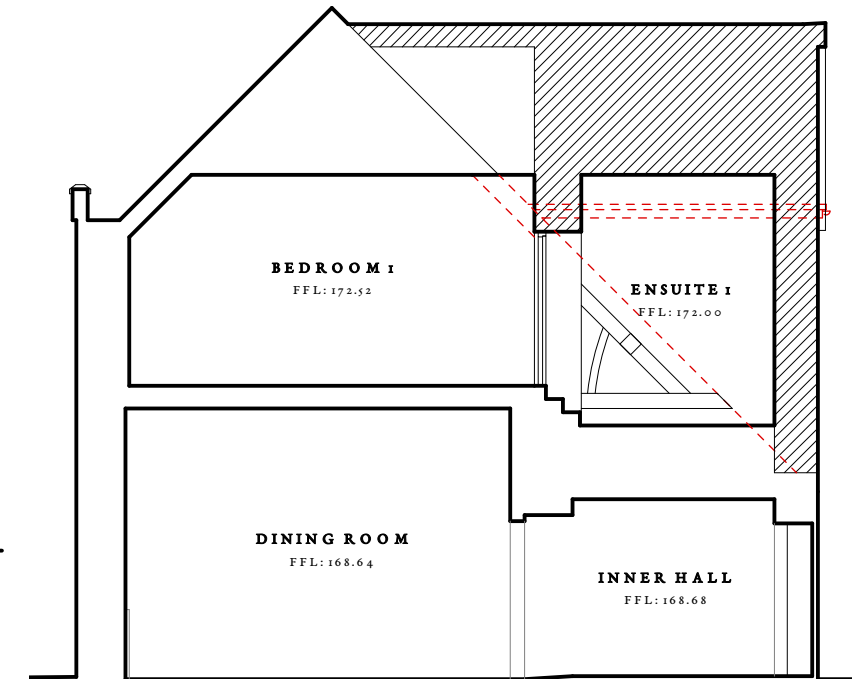 BEDROOM 1
FFL: 172.52
ENSUITE 1
FFL: 172.00
DINING ROOM
FFL: 168.64
INNER HALL
FFL: 168.68